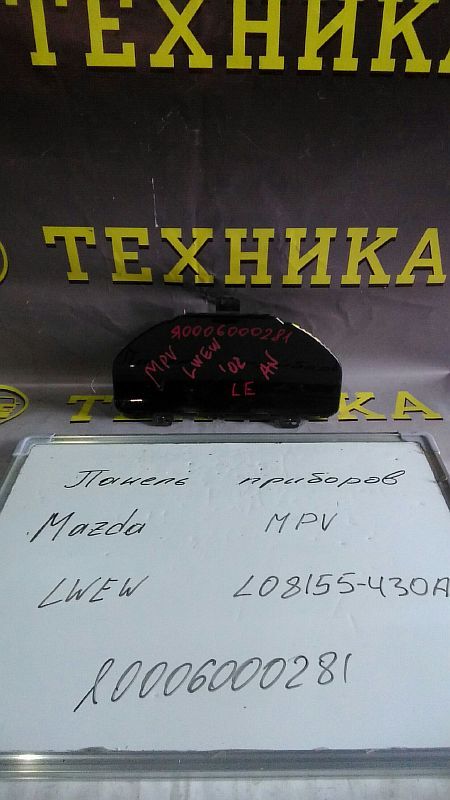 ТЕХНИКА
ТЕХНИКА
ТЕХНИКА
Я0006000281
MPV LWEW '02 AN
LE
Панель приборов
Mazda MPV
LWEW L08155-430A
Я0006000281